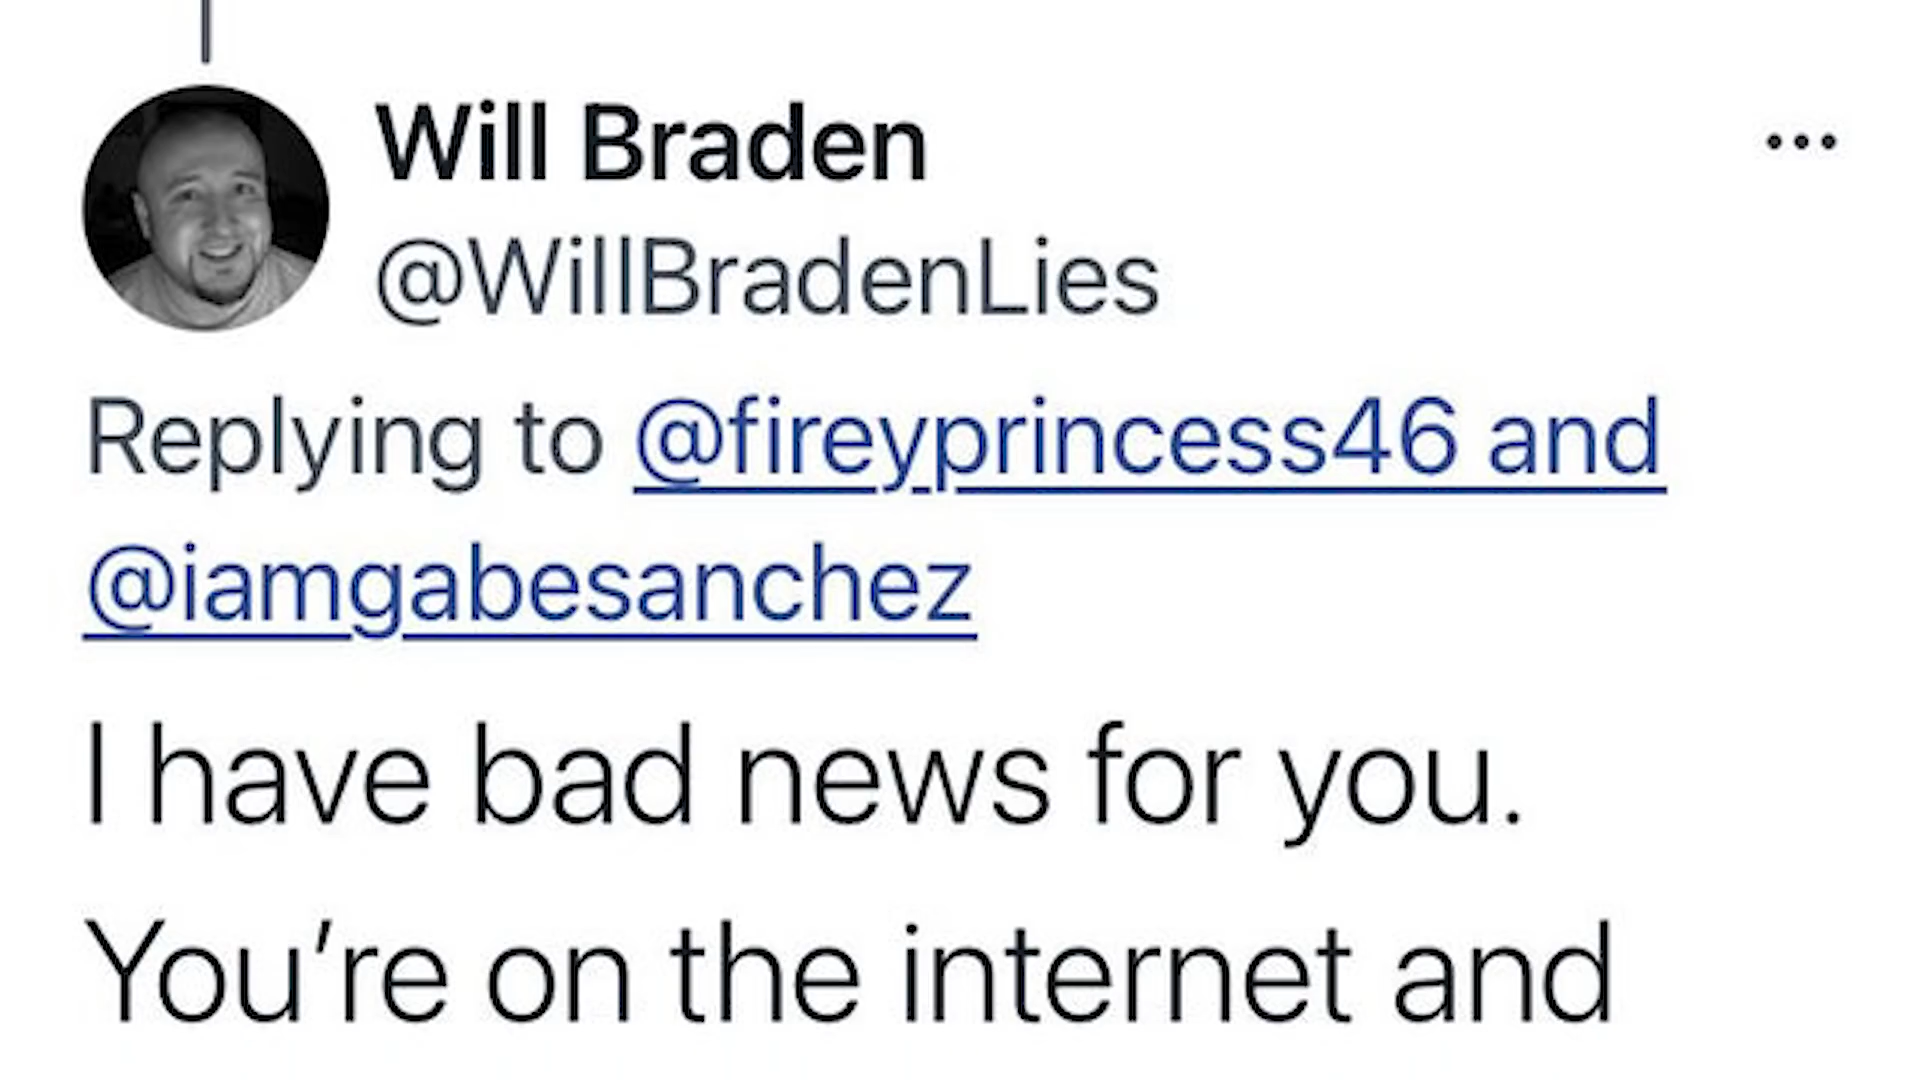 Will Braden
@WillBradenLies
Replying to @fireyprincess46 and
@iamgabesanchez
I have bad news for you.
You’re on the internet and